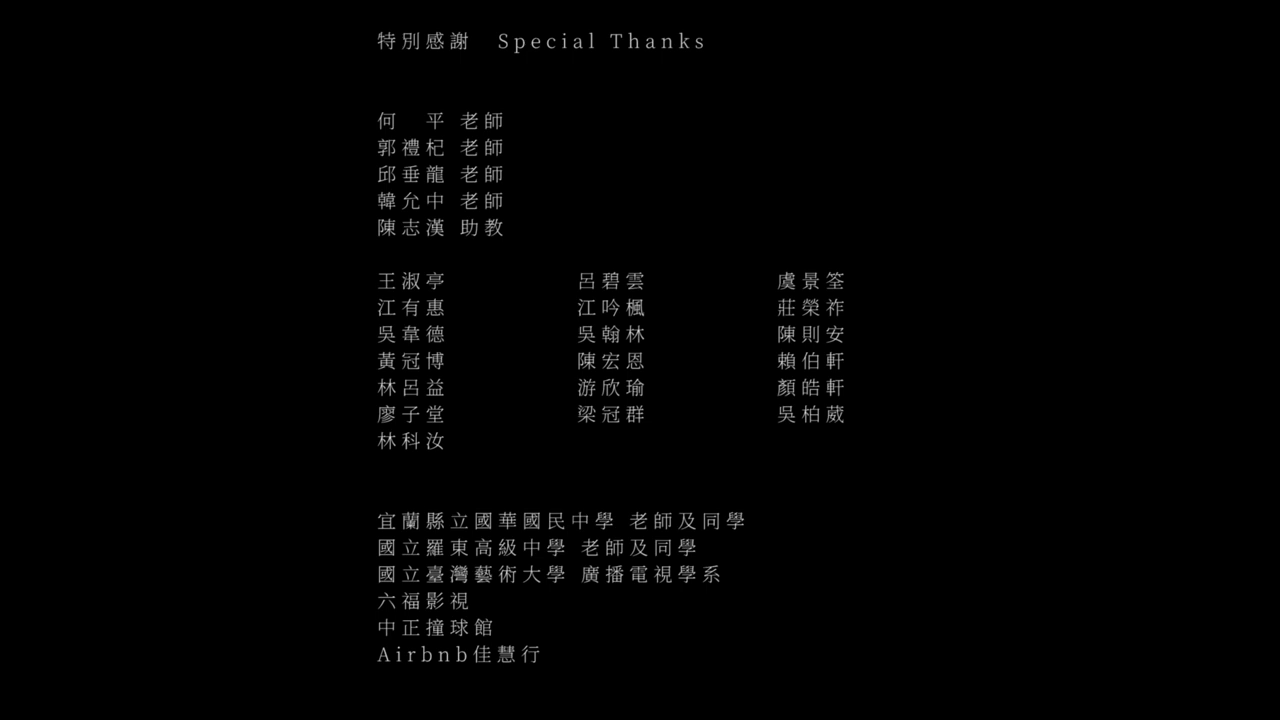 特別感謝 Special Thanks
何 平 老師
郭禮杞 老師
邱垂龍 老師
韓允中 老師
陳志漢 助教
王淑亭 呂碧雲 虞景筌
江有惠 江吟楓 莊榮祚
吳韋德 吳翰林 陳則安
黃冠博 陳宏恩 賴伯軒
林呂益 游欣瑜 顏皓軒
廖子堂 梁冠群 吳柏葳
林科汝
宜蘭縣立國華國民中學 老師及同學
國立羅東高級中學 老師及同學
國立臺灣藝術大學 廣播電視學系
六福影視
中正撞球館
Airbnb佳慧行